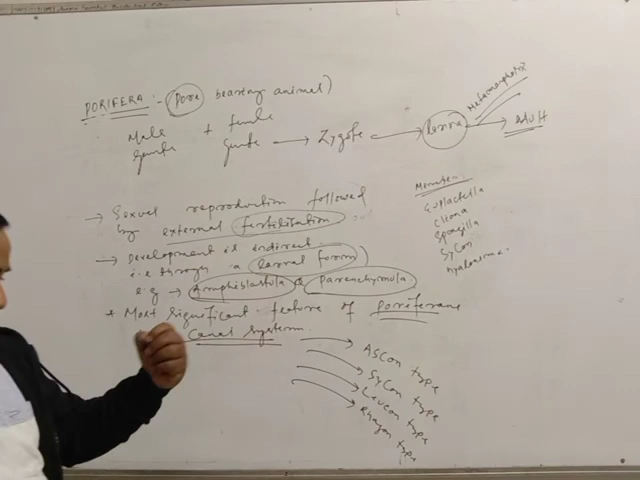 PORIFERA:- (Pore bearing animal)
Male gamete + female gamete → Zygote → larva → Adult
Metamorphosis
→ Sexual reproduction followed
by external fertilisation
→ Development is indirect
i.e through a larval form)
e.g → Amphiblastula & Parenchymula
* Most significant feature of Poriferans
Canal system.
→ Ascon type
→ Sycon type
→ Leucon type
→ Rhagon type
Euplectella
Cliona
Spongilla
Sycon
Hyalonema